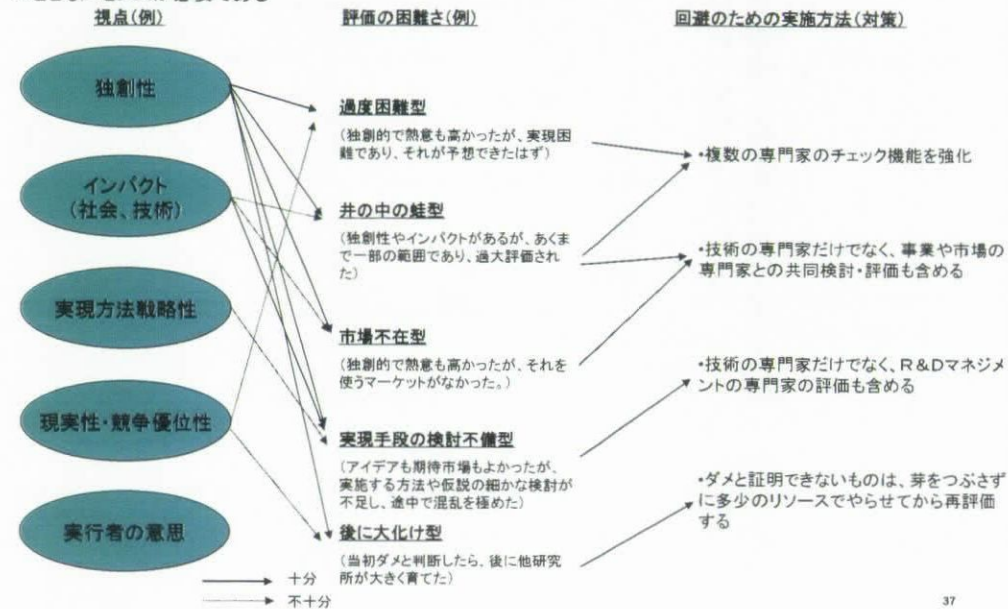 視点(例)
評価の困難さ(例)
回避のための実施方法(対策)
独創性
インパクト
(社会、技術)
実現方法戦略性
現実性・競争優位性
実行者の意思
過度困難型
(独創的で熱意も高かったが、実現困
難であり、それが予想できたはず)
井の中の蛙型
(独創性やインパクトがあるが、あくま
で一部の範囲であり、過大評価され
た)
市場不在型
(独創的で熱意も高かったが、それを
使うマーケットがなかった。)
実現手段の検討不備型
(アイデアも期待市場もよかったが、
実施する方法や仮説の細かな検討が
不足し、途中で混乱を極めた)
後に大化け型
(当初ダメと判断したら、後に他研究
所が大きく育てた)
・複数の専門家のチェック機能を強化
・技術の専門家だけでなく、事業や市場の
専門家との共同検討・評価も含める
・技術の専門家だけでなく、R&Dマネジメ
ントの専門家の評価も含める
・ダメと証明できないものは、芽をつぶさず
に多少のリソースでやらせてから再評価
する
十分
不十分
37